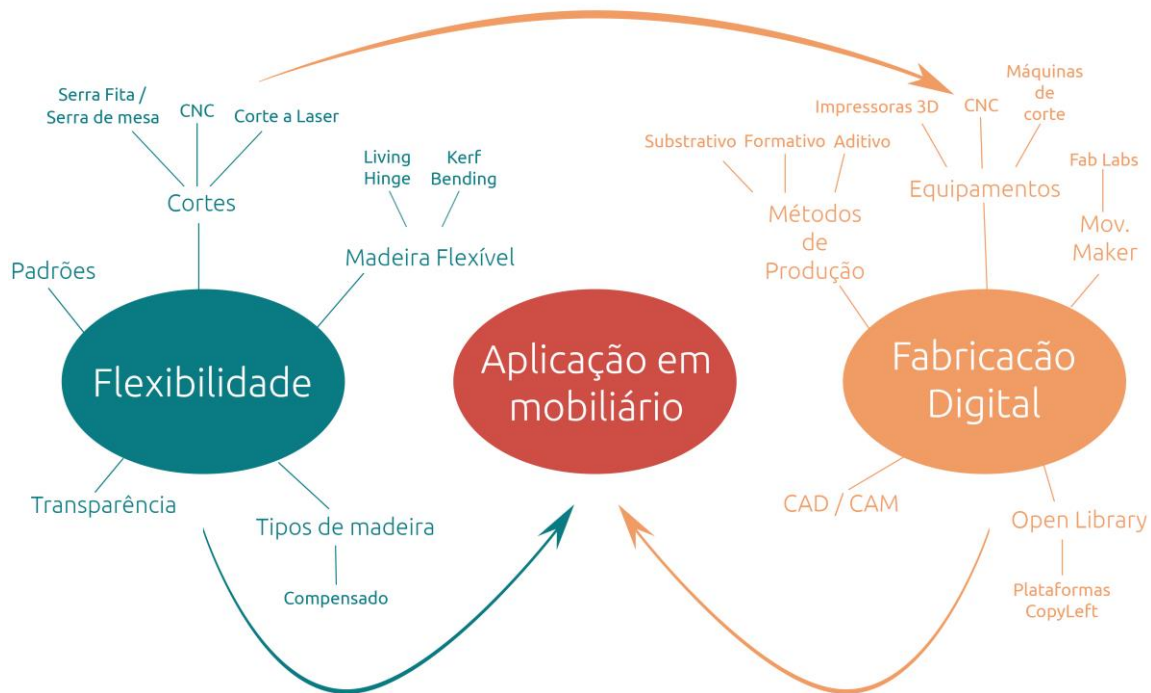 Serra Fita /
Serra de mesa
CNC
Corte a Laser
Cortes
Living
Hinge
Kerf
Bending
Madeira Flexível
Padrões
Flexibilidade
Transparência
Tipos de madeira
Compensado
Aplicação em
mobiliário
Impressoras 3D
CNC
Máquinas
de
corte
Equipamentos
Substrativo
Formativo
Aditivo
Métodos
de
Produção
Fab Labs
Mov.
Maker
Fabricacão
Digital
CAD / CAM
Open Library
Plataformas
CopyLeft